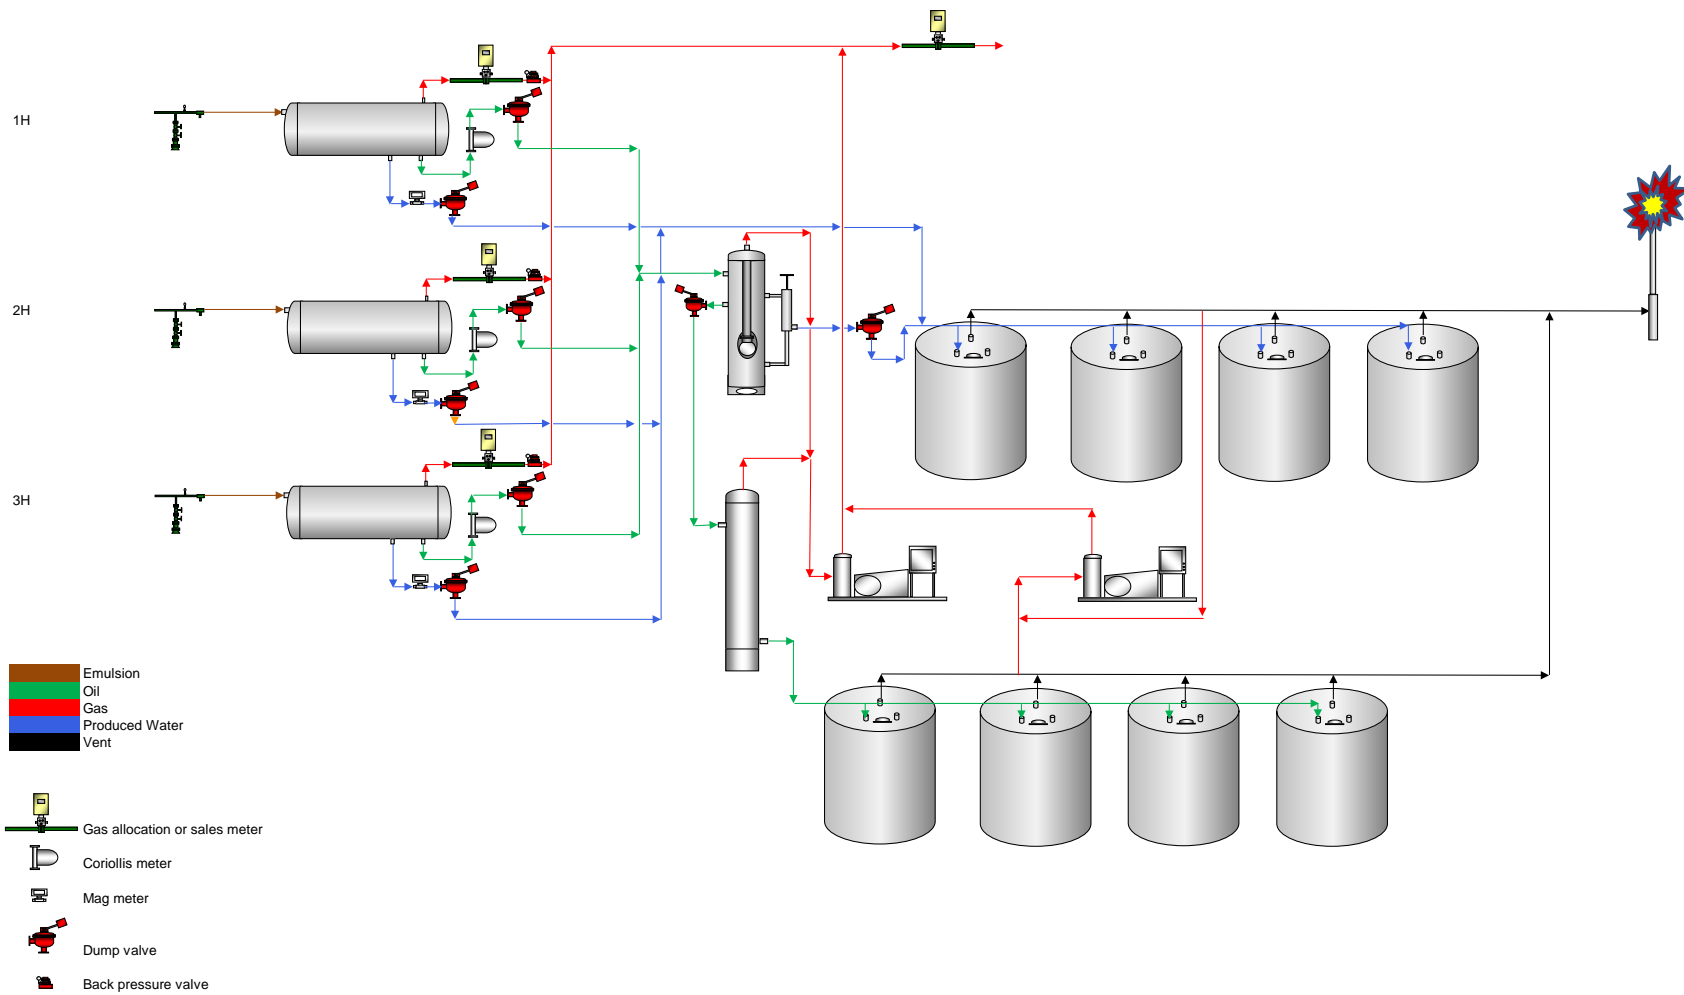 1H
2H
3H
Emulsion
Oil
Gas
Produced Water
Vent
Gas allocation or sales meter
Coriollis meter
Mag meter
Dump valve
Back pressure valve